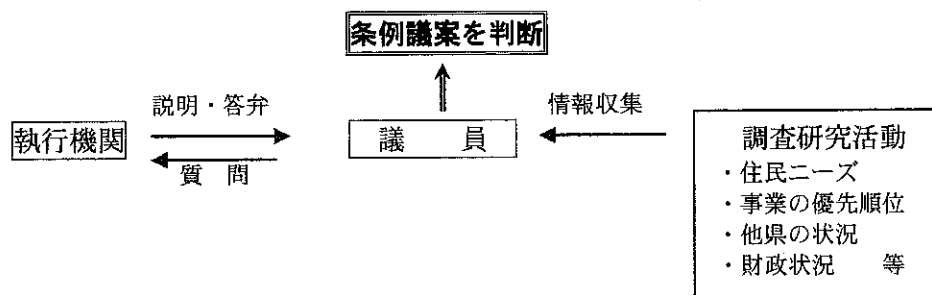 条例議案を判断
説明・答弁
情報収集
執行機関
議　　員
質　問
調査研究活動
・住民ニーズ
・事業の優先順位
・他県の状況
・財政状況　　等